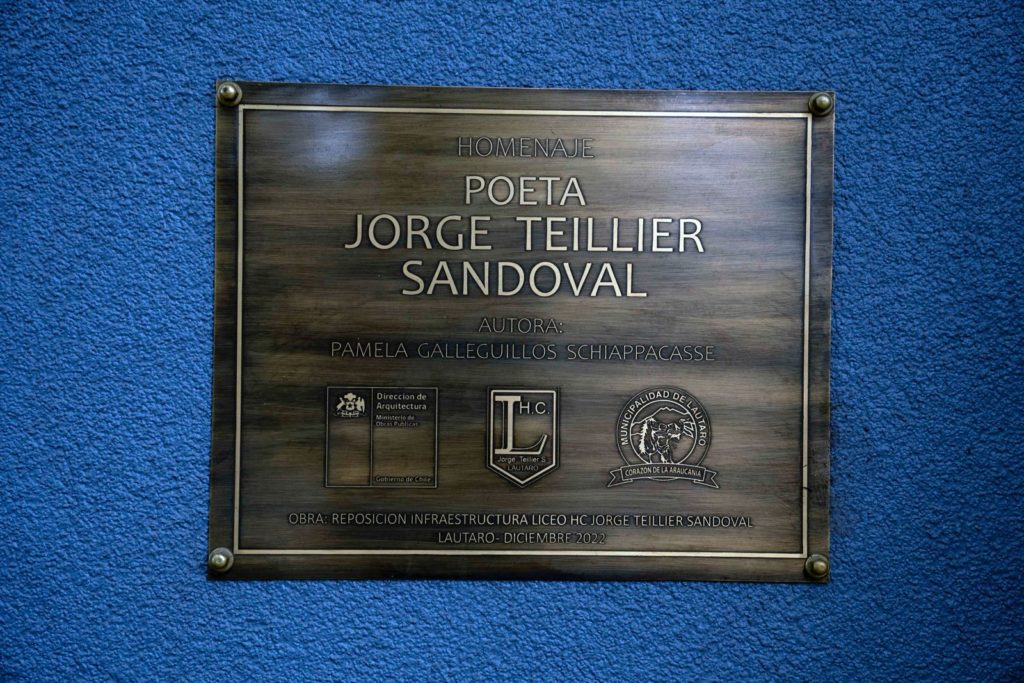 HOMENAJE
POETA
JORGE TEILLIER
SANDOVAL
AUTORA:
PAMELA GALLEGUILLOS SCHIAPPACASSE
Direccion de
Arquitectura
Ministerio de
Obras Publicas
Gobierno de Chile
L H.C.
Jorge Teillier S.
LAUTARO
MUNICIPALIDAD DE LAUTARO
CORAZON DE LA ARAUCANIA
OBRA: REPOSICION INFRAESTRUCTURA LICEO HC JORGE TEILLIER SANDOVAL
LAUTARO- DICIEMBRE 2022